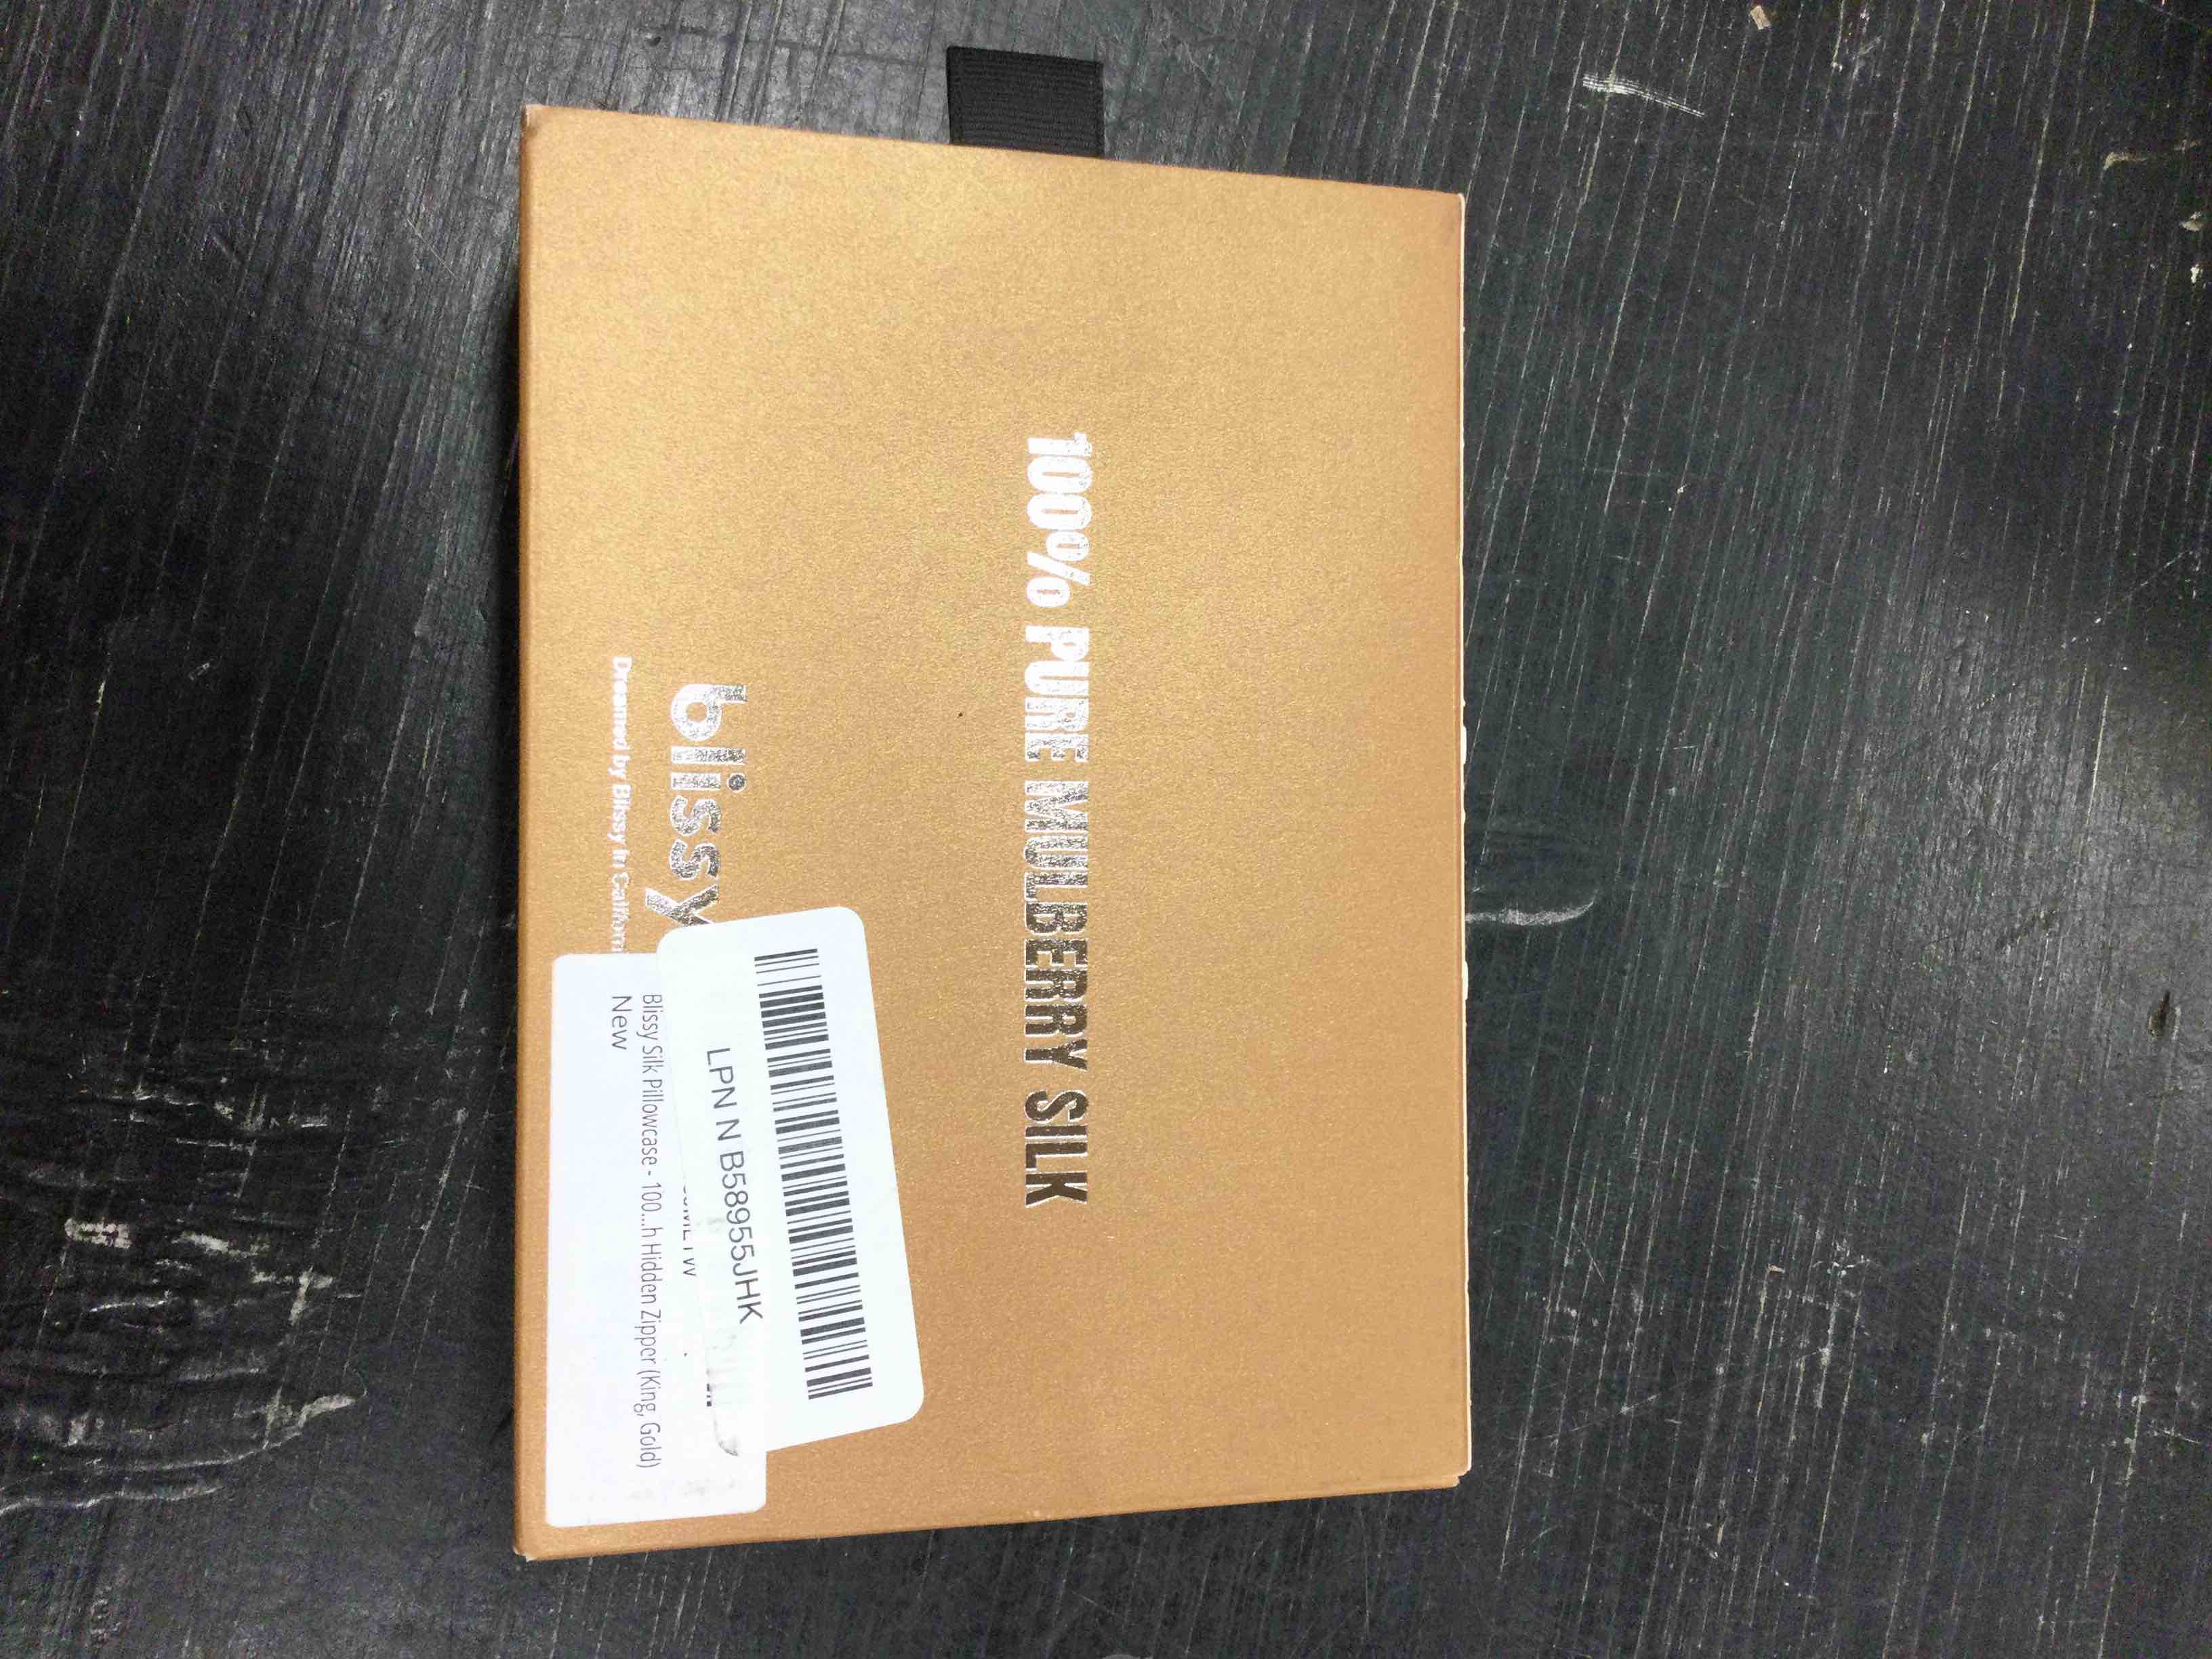 100% PURE MULBERRY SILK
blissy
Dreamed by Blissy in
LPN N B58955JHK
Blissy Silk Pillowcase - 100...h Hidden Zipper (King, Gold)
New